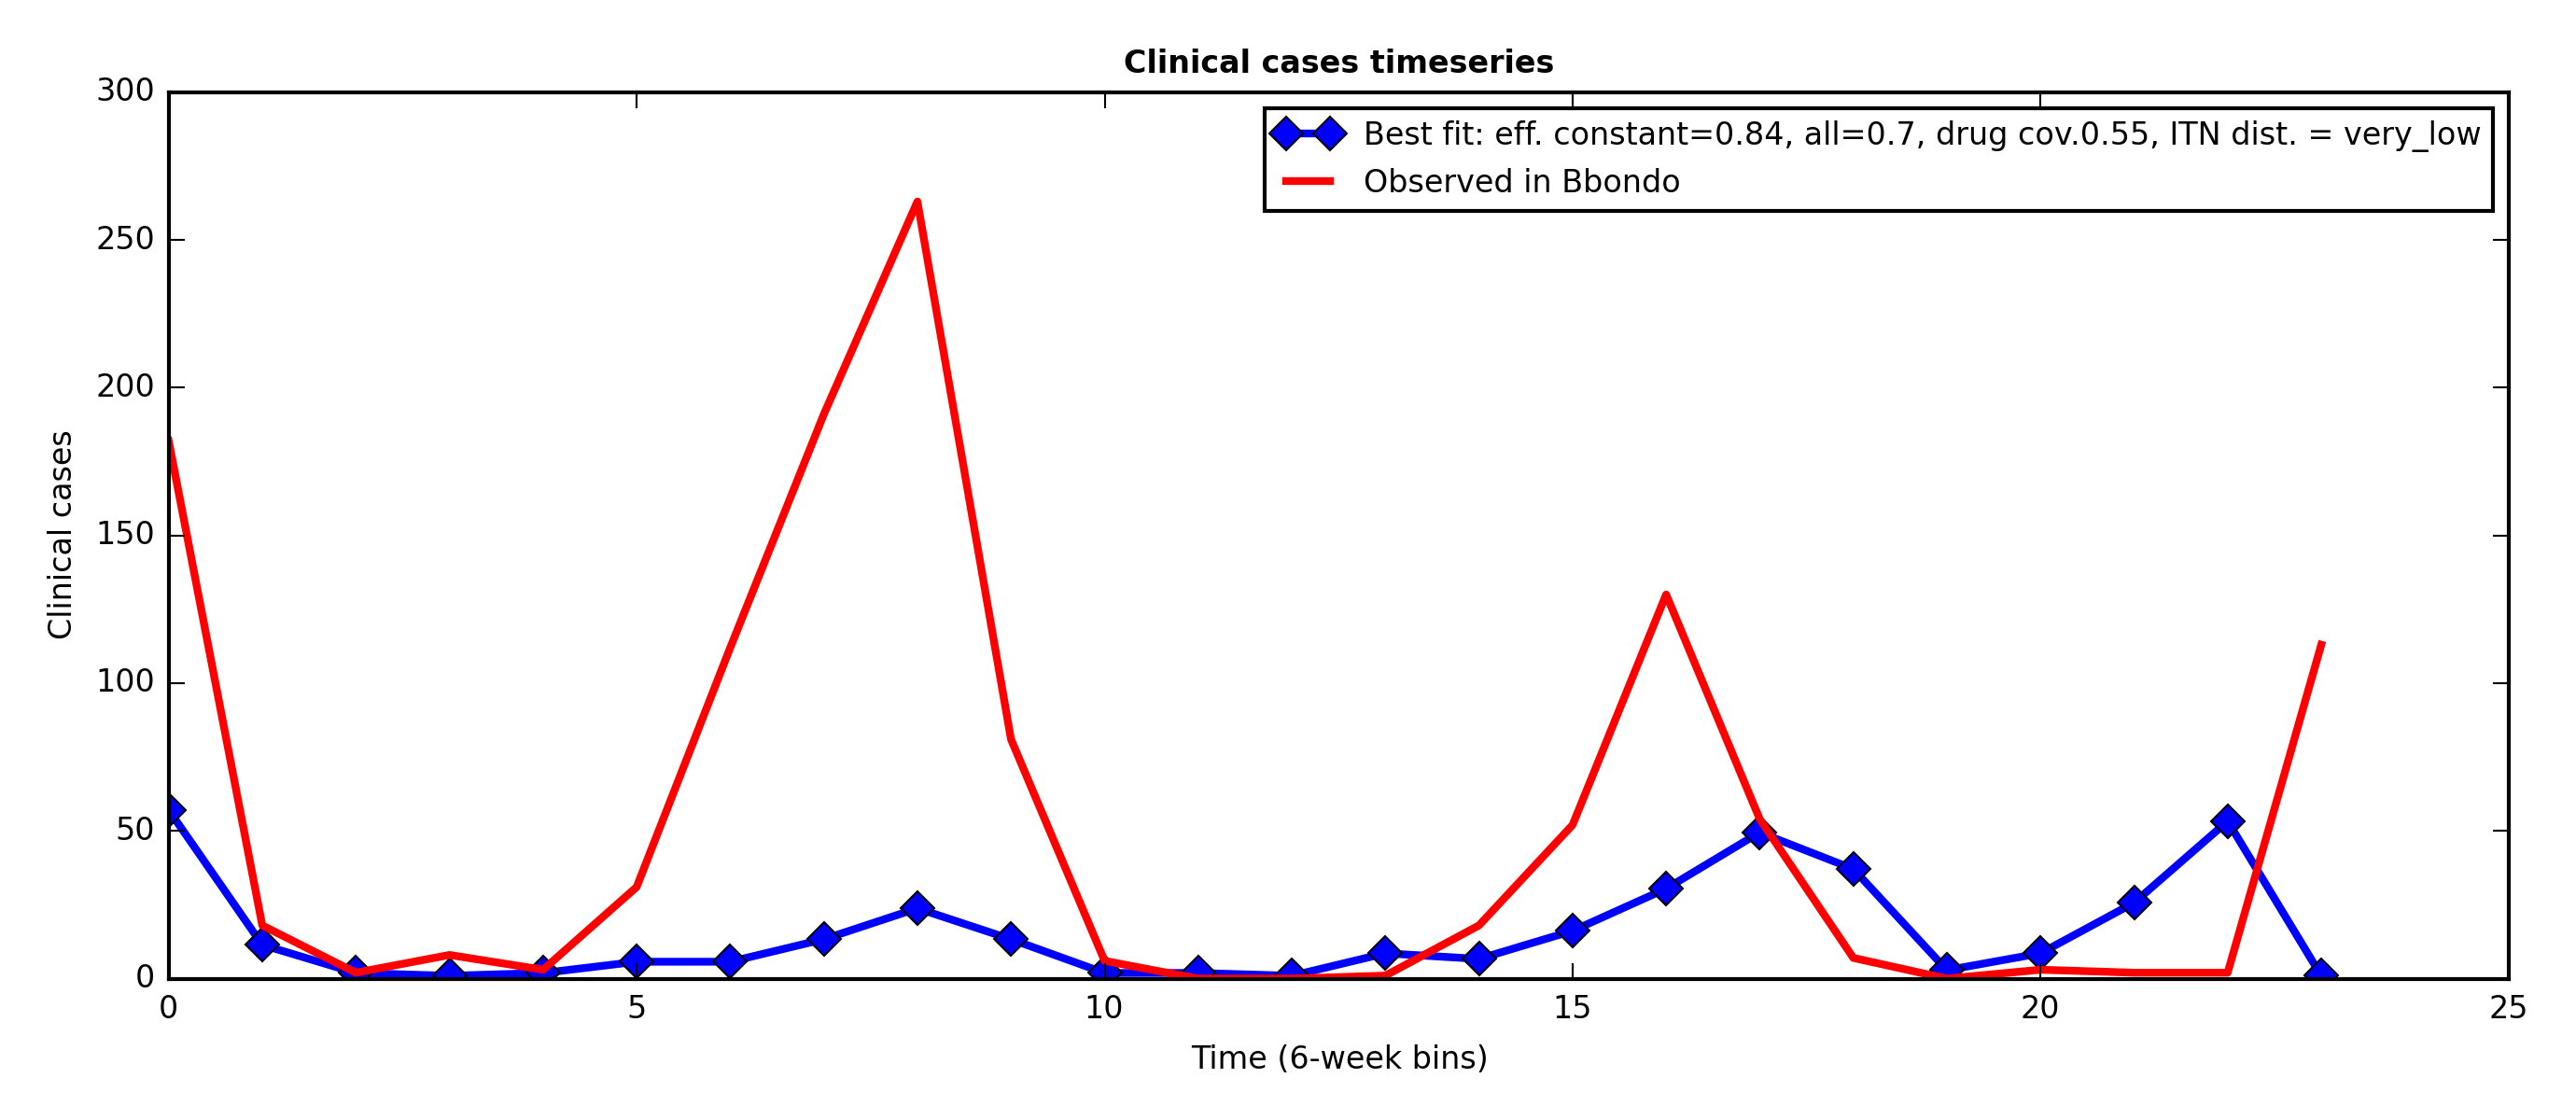 Clinical cases timeseries
300
250
200
150
100
50
0
Clinical cases
Best fit: eff. constant=0.84, all=0.7, drug cov.0.55, ITN dist. = very_low
Observed in Bbondo
0 5 10 15 20 25
Time (6-week bins)